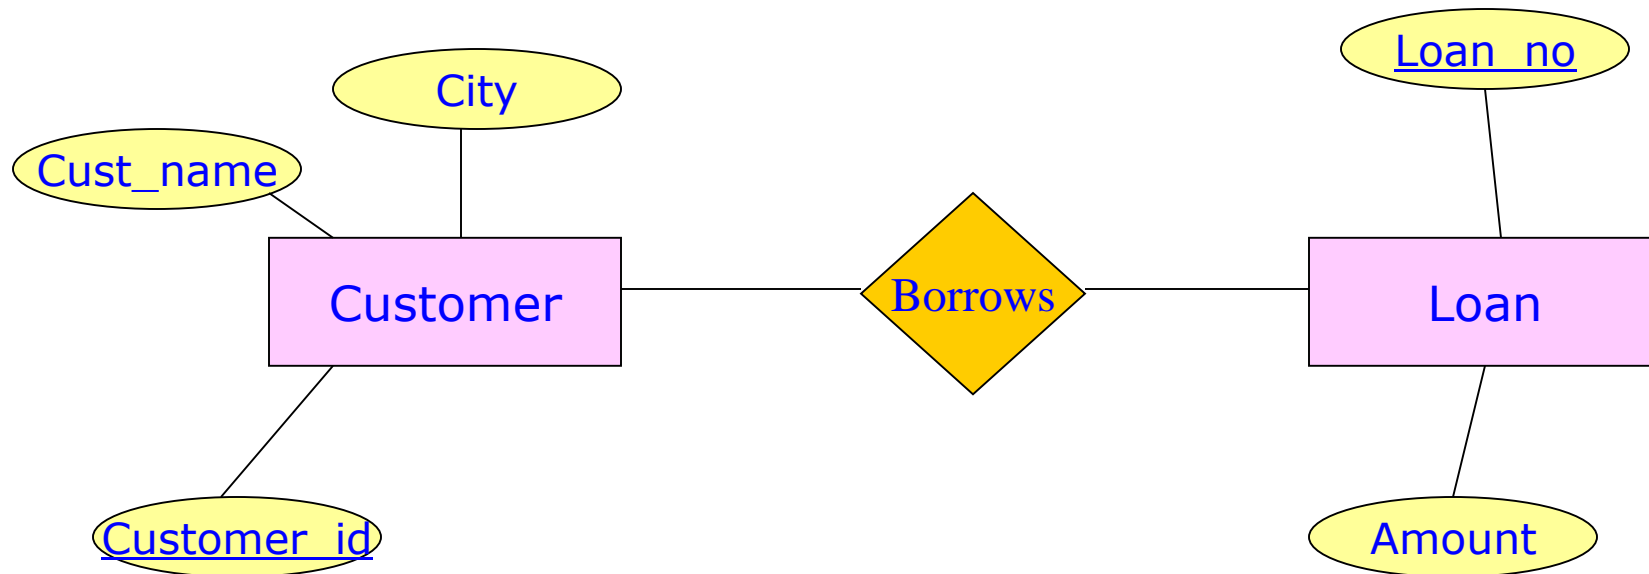 Loan_no
City
Cust_name
Customer
Borrows
Loan
Customer_id
Amount